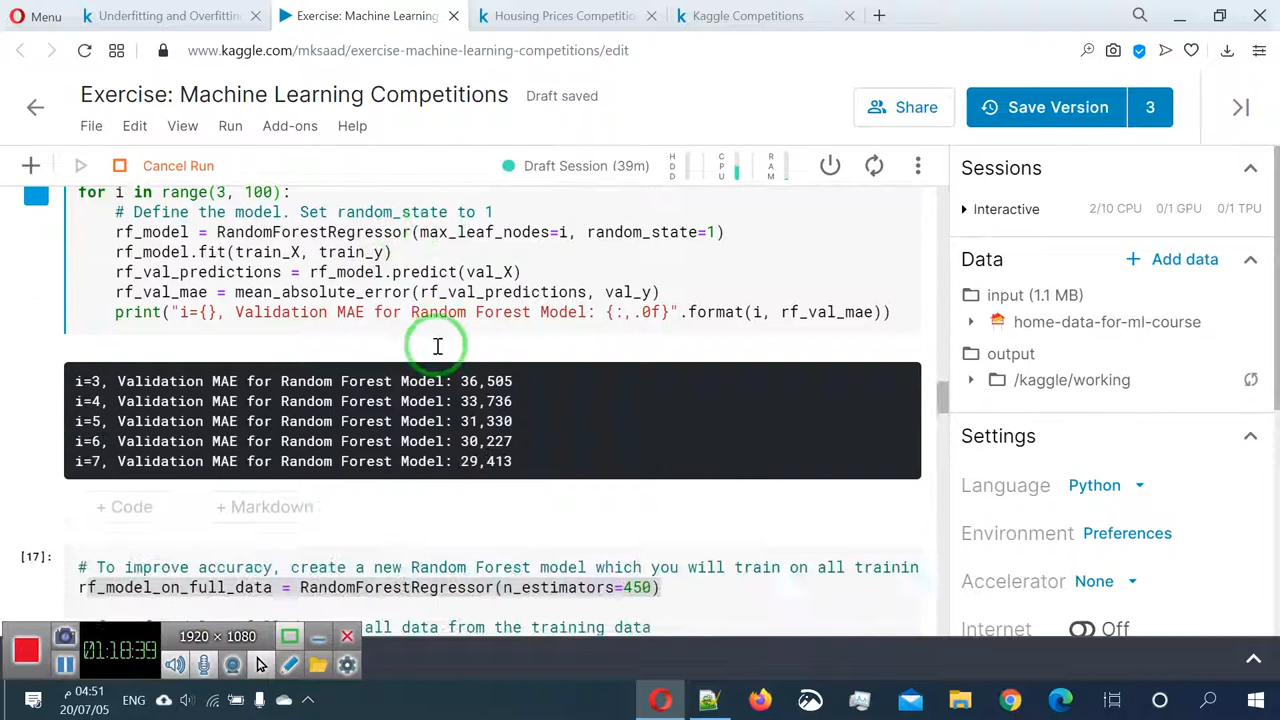 Menu
Underfitting and Overfittin
Exercise: Machine Learning
Housing Prices Competitio
Kaggle Competitions
www.kaggle.com/mksaad/exercise-machine-learning-competitions/edit
Exercise: Machine Learning Competitions
Draft saved
Share
Save Version
3
File Edit View Run Add-ons Help
Cancel Run
Draft Session (39m)
HDD
CPU
RAM
for i in range(3, 100):
# Define the model. Set random_state to 1
rf_model = RandomForestRegressor(max_leaf_nodes=i, random_state=1)
rf_model.fit(train_X, train_y)
rf_val_predictions = rf_model.predict(val_X)
rf_val_mae = mean_absolute_error(rf_val_predictions, val_y)
print("i={}, Validation MAE for Random Forest Model: {:,.0f}".format(i, rf_val_mae))
i=3, Validation MAE for Random Forest Model: 36,505
i=4, Validation MAE for Random Forest Model: 33,736
i=5, Validation MAE for Random Forest Model: 31,330
i=6, Validation MAE for Random Forest Model: 30,227
i=7, Validation MAE for Random Forest Model: 29,413
+ Code
+ Markdown
[17]:
# To improve accuracy, create a new Random Forest model which you will train on all trainin
rf_model_on_full_data = RandomForestRegressor(n_estimators=450)
all data from the training data
Sessions
Interactive
2/10 CPU 0/1 GPU 0/1 TPU
Data
+ Add data
input (1.1 MB)
home-data-for-ml-course
output
/kaggle/working
Settings
Language Python
Environment Preferences
Accelerator None
Internet Off
1920 × 1080
01:18:39
04:51 م
20/07/05
ENG